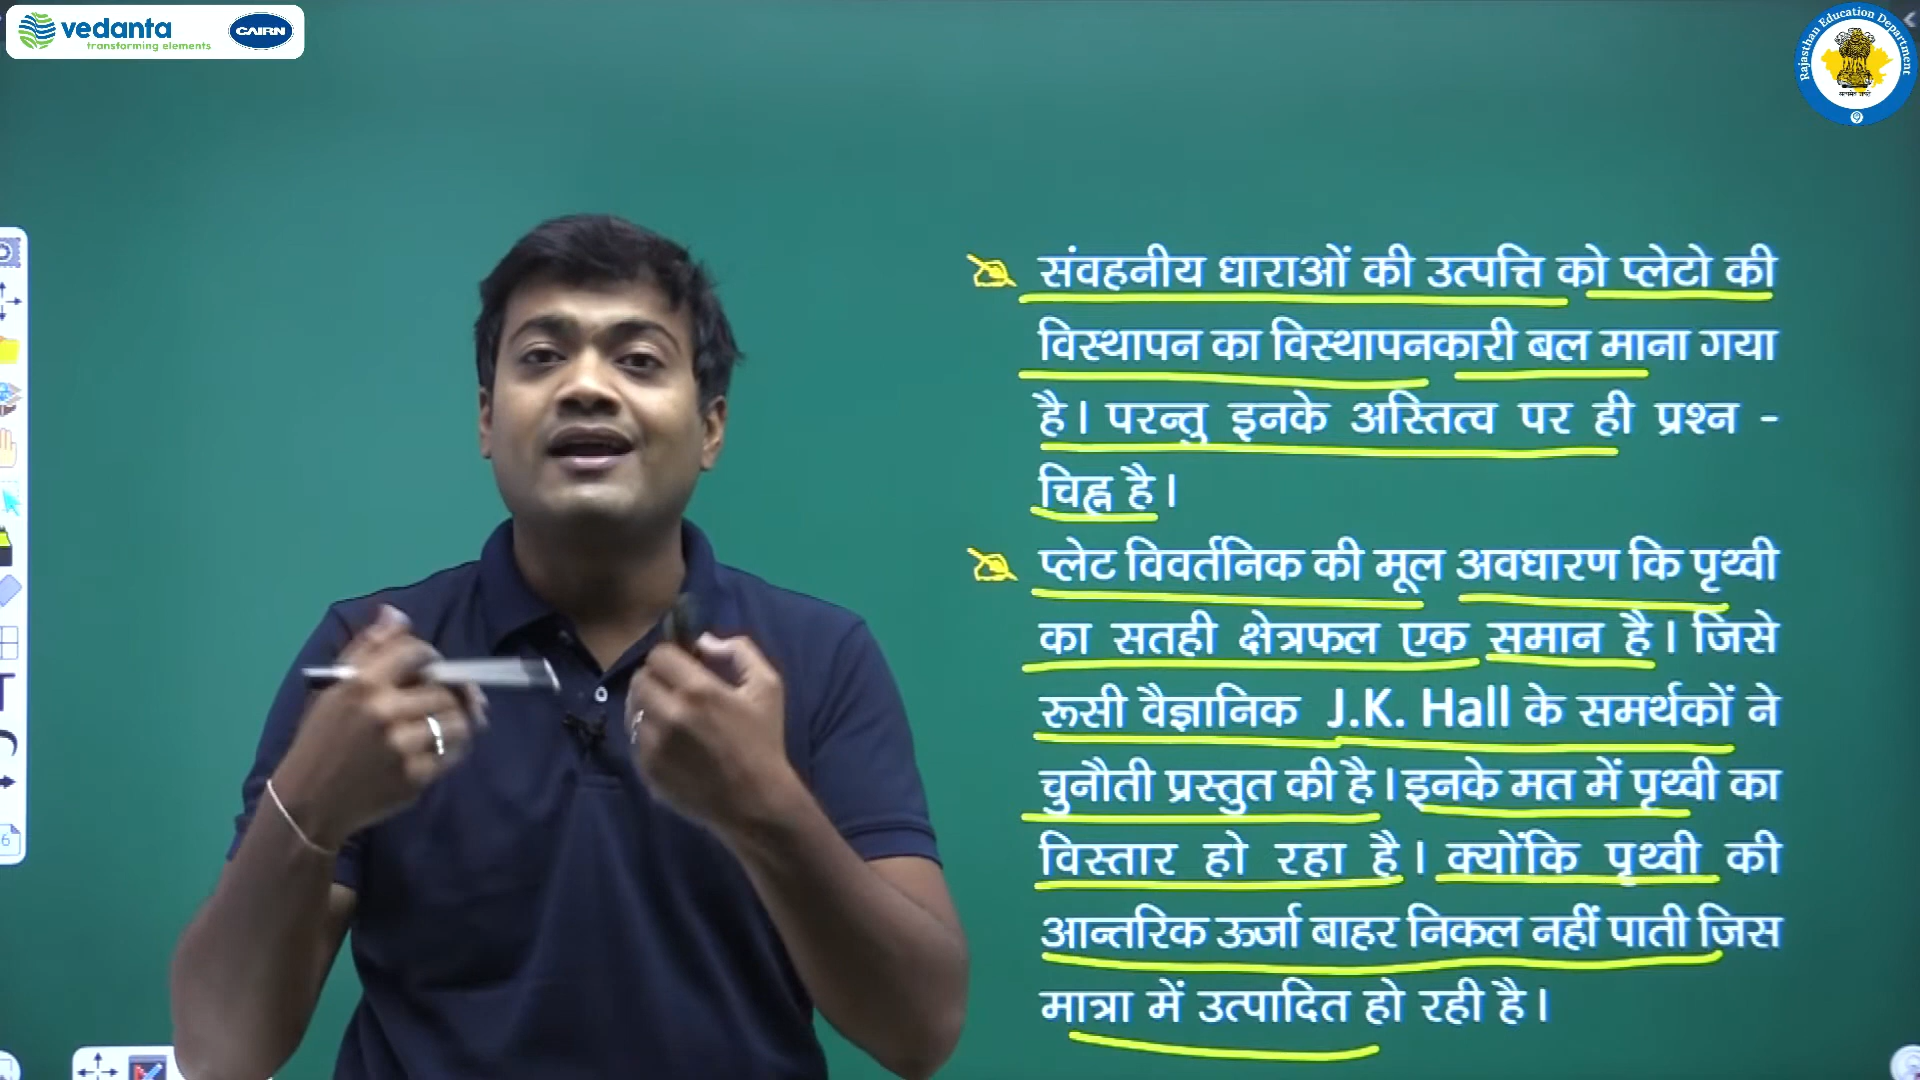 vedanta
transforming elements
CAIRN
Rajasthan Education Department
संवहनीय धाराओं की उत्पत्ति को प्लेटो की
विस्थापन का विस्थापनकारी बल माना गया
है। परन्तु इनके अस्तित्व पर ही प्रश्न -
चिह्न है।
प्लेट विवर्तनिक की मूल अवधारण कि पृथ्वी
का सतही क्षेत्रफल एक समान है। जिसे
रूसी वैज्ञानिक J.K. Hall के समर्थकों ने
चुनौती प्रस्तुत की है। इनके मत में पृथ्वी का
विस्तार हो रहा है। क्योंकि पृथ्वी की
आन्तरिक ऊर्जा बाहर निकल नहीं पाती जिस
मात्रा में उत्पादित हो रही है।